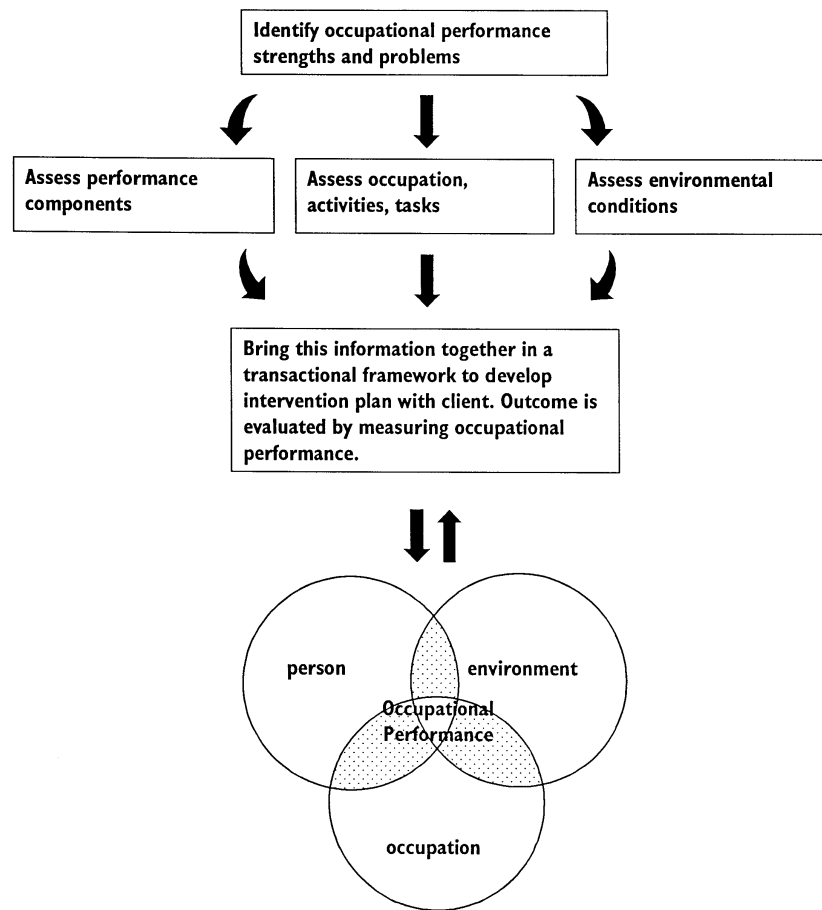 Identify occupational performance
strengths and problems
Assess performance
components
Assess occupation,
activities, tasks
Assess environmental
conditions
Bring this information together in a
transactional framework to develop
intervention plan with client. Outcome is
evaluated by measuring occupational
performance.
person
environment
Occupational
Performance
occupation